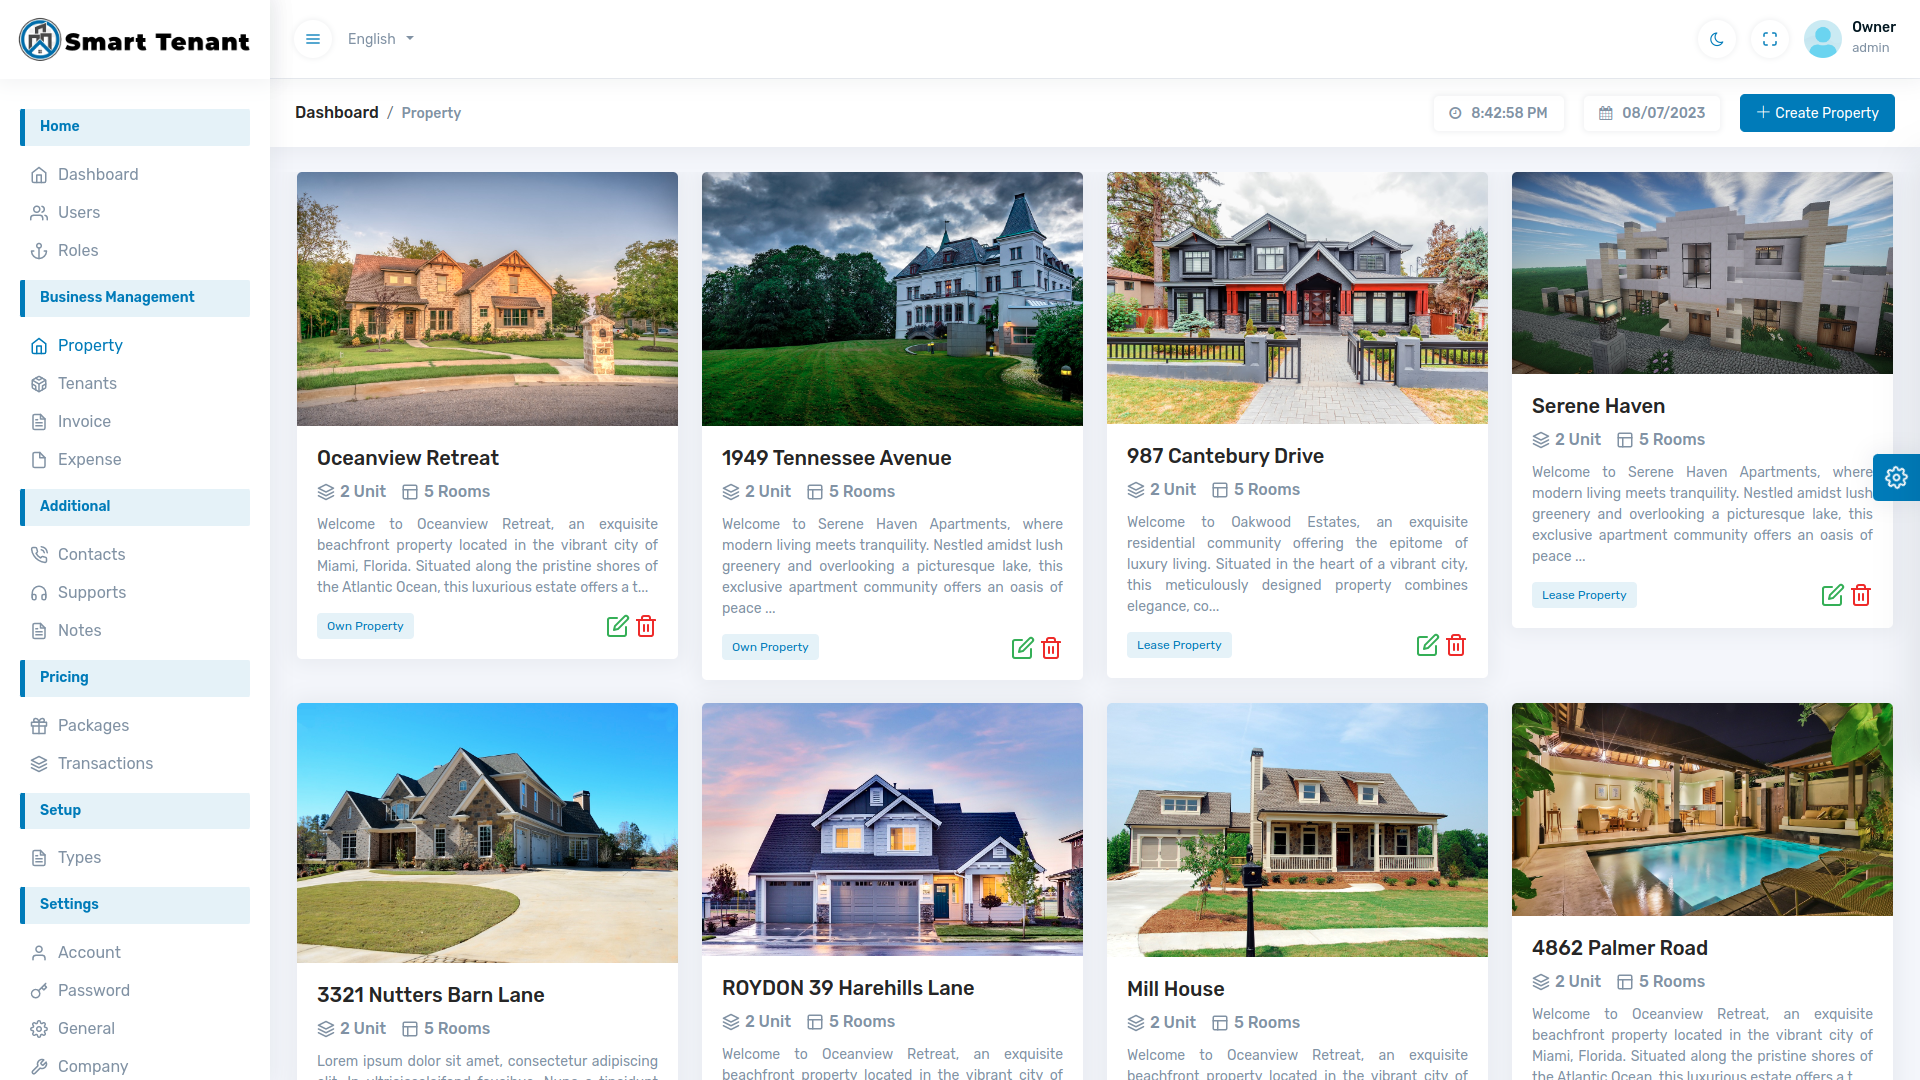 Smart Tenant
English
Owner
admin
Dashboard / Property
8:42:58 PM
08/07/2023
Create Property
Home
Dashboard
Users
Roles
Business Management
Property
Tenants
Invoice
Expense
Additional
Contacts
Supports
Notes
Pricing
Packages
Transactions
Setup
Types
Settings
Account
Password
General
Company
Oceanview Retreat
2 Unit 5 Rooms
Welcome to Oceanview Retreat, an exquisite
beachfront property located in the vibrant city of
Miami, Florida. Situated along the pristine shores of
the Atlantic Ocean, this luxurious estate offers a t...
Own Property
1949 Tennessee Avenue
2 Unit 5 Rooms
Welcome to Serene Haven Apartments, where
modern living meets tranquility. Nestled amidst lush
greenery and overlooking a picturesque lake, this
exclusive apartment community offers an oasis of
peace ...
Own Property
987 Cantebury Drive
2 Unit 5 Rooms
Welcome to Oakwood Estates, an exquisite
residential community offering the epitome of
luxury living. Situated in the heart of a vibrant city,
this meticulously designed property combines
elegance, co...
Lease Property
Serene Haven
2 Unit 5 Rooms
Welcome to Serene Haven Apartments, where
modern living meets tranquility. Nestled amidst lush
greenery and overlooking a picturesque lake, this
exclusive apartment community offers an oasis of
peace ...
Lease Property
3321 Nutters Barn Lane
2 Unit 5 Rooms
Lorem ipsum dolor sit amet, consectetur adipiscing
ROYDON 39 Harehills Lane
2 Unit 5 Rooms
Welcome to Oceanview Retreat, an exquisite
beachfront property located in the vibrant city of
Mill House
2 Unit 5 Rooms
Welcome to Oceanview Retreat, an exquisite
beachfront property located in the vibrant city of
4862 Palmer Road
2 Unit 5 Rooms
Welcome to Oceanview Retreat, an exquisite
beachfront property located in the vibrant city of
Miami, Florida. Situated along the pristine shores of
the Atlantic Ocean, this luxurious estate offers a t...